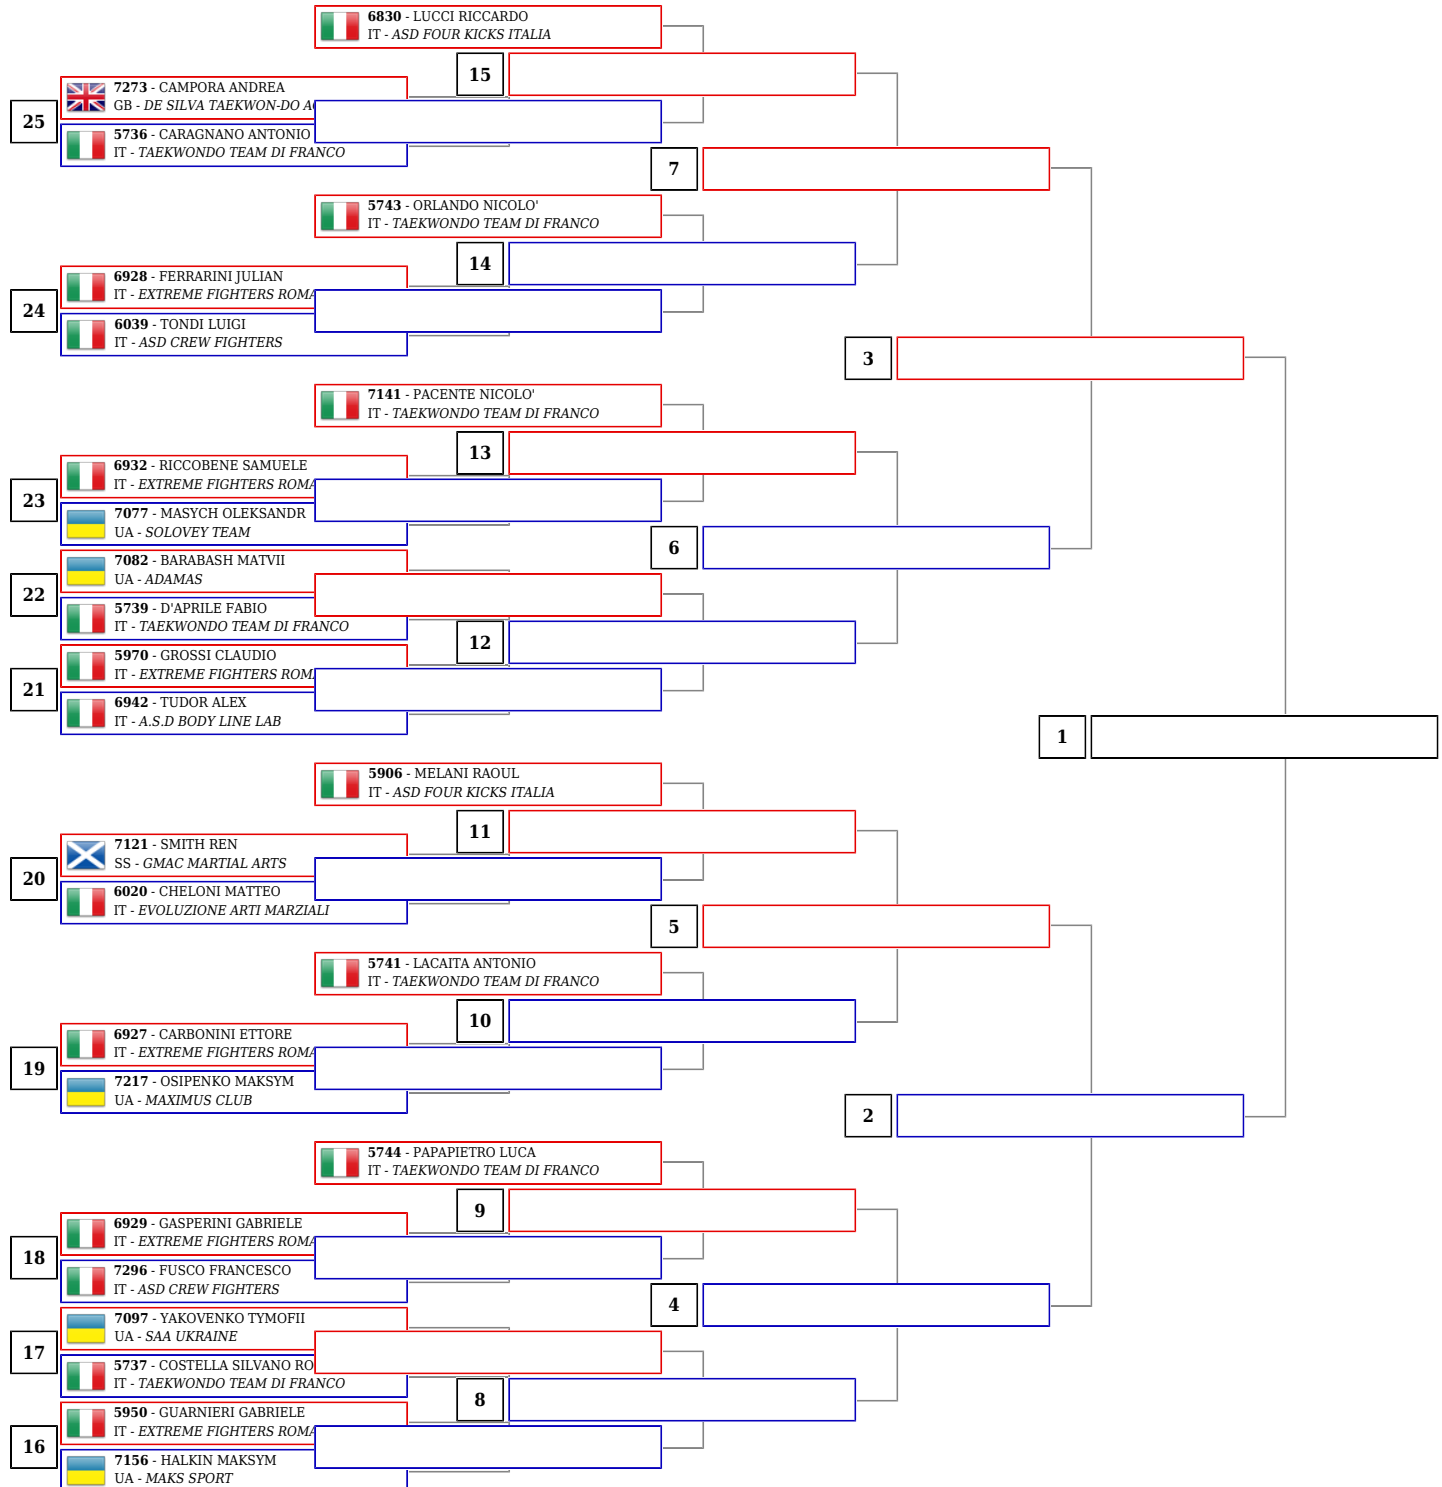 6830 - LUCCI RICCARDO
IT - ASD FOUR KICKS ITALIA
15
7273 - CAMPORA ANDREA
GB - DE SILVA TAEKWON-DO
25
5736 - CARAGNANO ANTONIO
IT - TAEKWONDO TEAM DI FRANCO
7
5743 - ORLANDO NICOLO'
IT - TAEKWONDO TEAM DI FRANCO
14
6928 - FERRARINI JULIAN
IT - EXTREME FIGHTERS ROMA
24
6039 - TONDI LUIGI
IT - ASD CREW FIGHTERS
3
7141 - PACENTE NICOLO'
IT - TAEKWONDO TEAM DI FRANCO
13
6932 - RICCOBENE SAMUELE
IT - EXTREME FIGHTERS ROMA
23
7077 - MASYCH OLEKSANDR
UA - SOLOVEY TEAM
6
7082 - BARABASH MATVII
UA - ADAMAS
22
5739 - D'APRILE FABIO
IT - TAEKWONDO TEAM DI FRANCO
12
5970 - GROSSI CLAUDIO
IT - EXTREME FIGHTERS ROMA
21
6942 - TUDOR ALEX
IT - A.S.D BODY LINE LAB
1
5906 - MELANI RAOUL
IT - ASD FOUR KICKS ITALIA
11
7121 - SMITH REN
SS - GMAC MARTIAL ARTS
20
6020 - CHELONI MATTEO
IT - EVOLUZIONE ARTI MARZIALI
5
5741 - LACAITA ANTONIO
IT - TAEKWONDO TEAM DI FRANCO
10
6927 - CARBONINI ETTORE
IT - EXTREME FIGHTERS ROMA
19
7217 - OSIPENKO MAKSYM
UA - MAXIMUS CLUB
2
5744 - PAPAPIETRO LUCA
IT - TAEKWONDO TEAM DI FRANCO
9
6929 - GASPERINI GABRIELE
IT - EXTREME FIGHTERS ROMA
18
7296 - FUSCO FRANCESCO
IT - ASD CREW FIGHTERS
4
7097 - YAKOVENKO TYMOFII
UA - SAA UKRAINE
17
5737 - COSTELLA SILVANO RO
IT - TAEKWONDO TEAM DI FRANCO
8
5950 - GUARNIERI GABRIELE
IT - EXTREME FIGHTERS ROMA
16
7156 - HALKIN MAKSYM
UA - MAKS SPORT